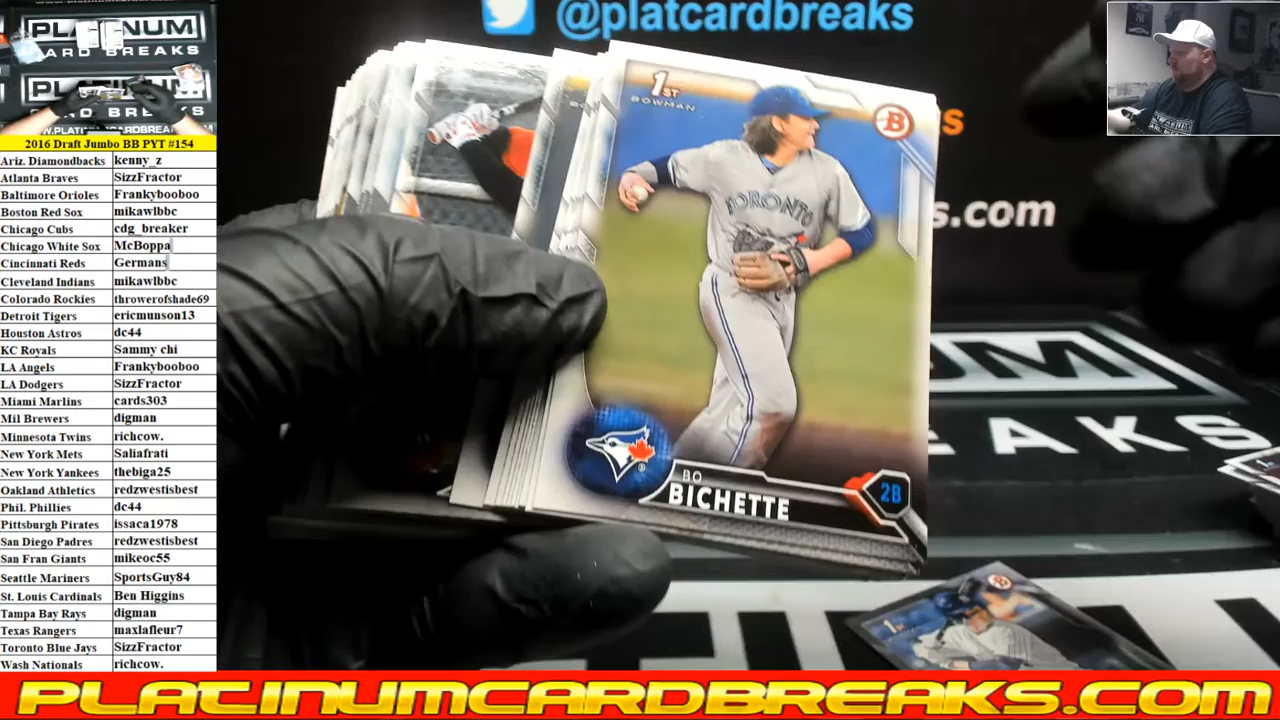 PLATINUM
CARD BREAKS
@platcardbreaks
s.com
2016 Draft Jumbo BB PYT #154
Ariz. Diamondbacks kenny_z
Atlanta Braves SizzFractor
Baltimore Orioles Frankybooboo
Boston Red Sox mikawlbbc
Chicago Cubs cdg_breaker
Chicago White Sox McBoppa
Cincinnati Reds Germans
Cleveland Indians mikawlbbc
Colorado Rockies throwerofshade69
Detroit Tigers ericmunson13
Houston Astros dc44
KC Royals Sammy chi
LA Angels Frankybooboo
LA Dodgers SizzFractor
Miami Marlins cards303
Mil Brewers digman
Minnesota Twins richcow.
New York Mets Saliafrati
New York Yankees thebiga25
Oakland Athletics redzwestisbest
Phil. Phillies dc44
Pittsburgh Pirates issaca1978
San Diego Padres redzwestisbest
San Fran Giants mikeoc55
Seattle Mariners SportsGuy84
St. Louis Cardinals Ben Higgins
Tampa Bay Rays digman
Texas Rangers maxlafleur7
Toronto Blue Jays SizzFractor
Wash Nationals richcow.
1ST
BOWMAN
B
TORONTO
BO
BICHETTE
2B
EAKS
1st
B
PLATINUMCARDBREAKS.COM